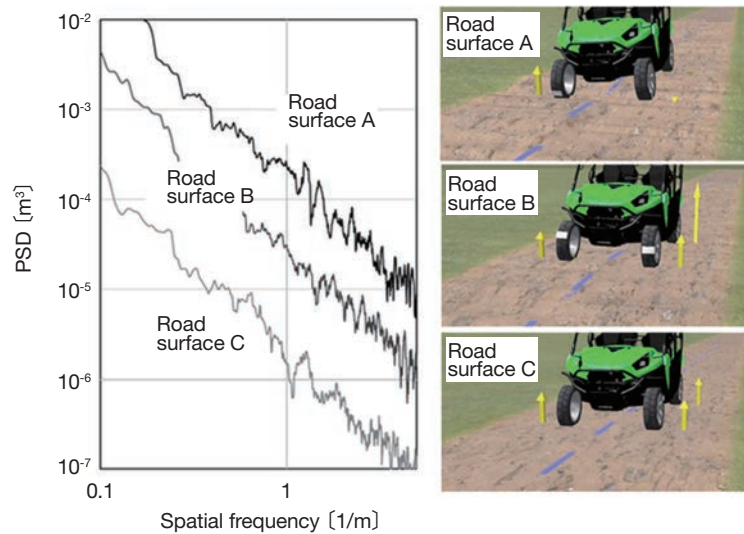 10⁻²
10⁻³
10⁻⁴
10⁻⁵
10⁻⁶
10⁻⁷
PSD〔m³〕
0.1
1
Spatial frequency〔1/m〕
Road
surface A
Road
surface B
Road
surface C
Road
surface A
Road
surface B
Road
surface C